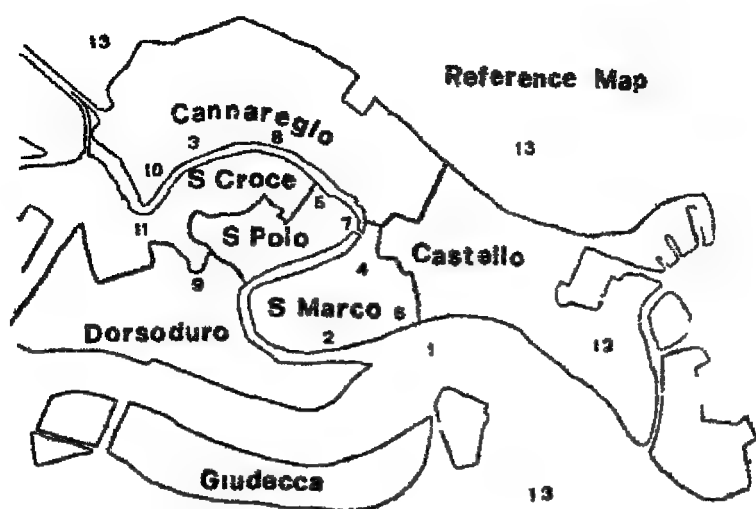 13
Reference Map
Cannaregio
13
3
8
10
S Croce
5
11
7
S Polo
4
Castello
9
S Marco
6
Dorsoduro
2
1
12
Giudecca
13